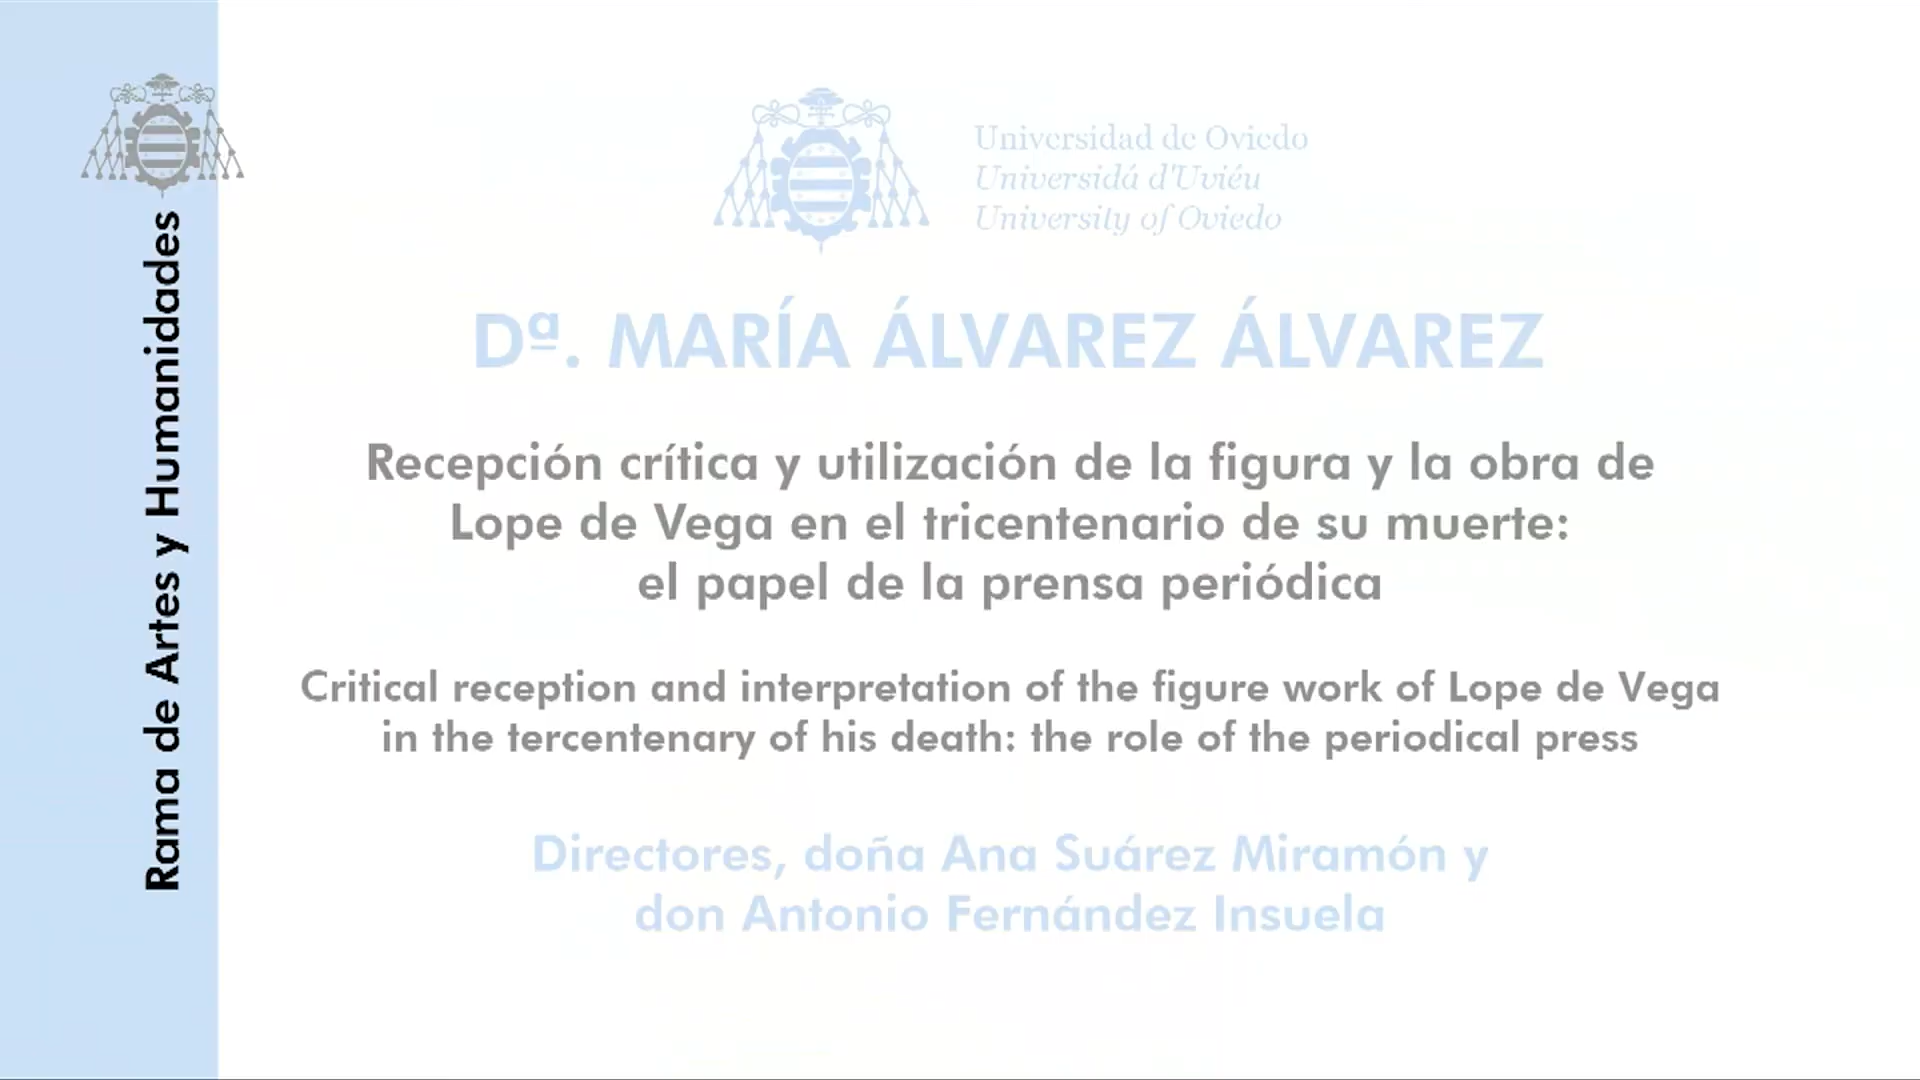 Rama de Artes y Humanidades
Universidad de Oviedo
Universidá d'Uviéu
University of Oviedo
Dª. MARÍA ÁLVAREZ ÁLVAREZ
Recepción crítica y utilización de la figura y la obra de
Lope de Vega en el tricentenario de su muerte:
el papel de la prensa periódica
Critical reception and interpretation of the figure work of Lope de Vega
in the tercentenary of his death: the role of the periodical press
Directores, doña Ana Suárez Miramón y
don Antonio Fernández Insuela